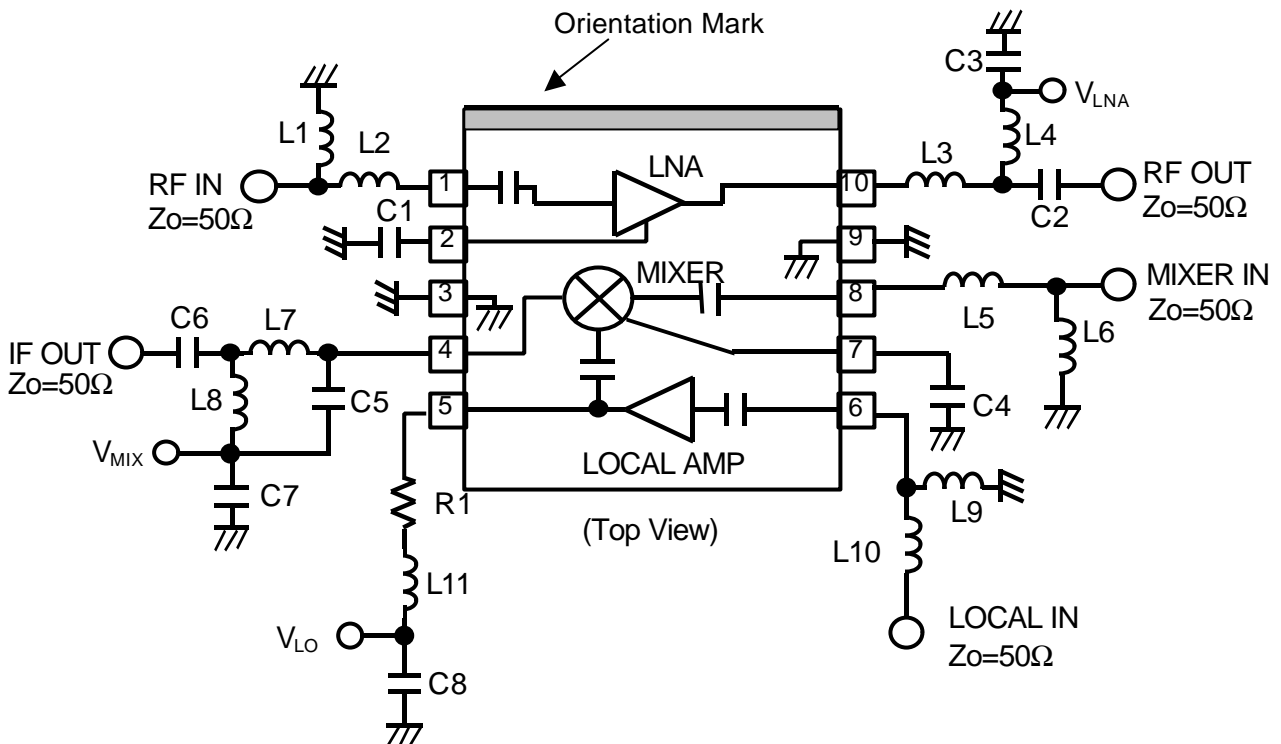 Orientation Mark
C3
V_LNA
L1
L2
L3
L4
RF IN
Zo=50Ω
1
LNA
10
C2
RF OUT
Zo=50Ω
C1
2
9
MIXER
3
8
L5
MIXER IN
Zo=50Ω
L6
C6
L7
IF OUT
Zo=50Ω
4
7
L8
C5
5
6
C4
V_MIX
LOCAL AMP
C7
R1
(Top View)
L9
L10
L11
V_LO
LOCAL IN
Zo=50Ω
C8